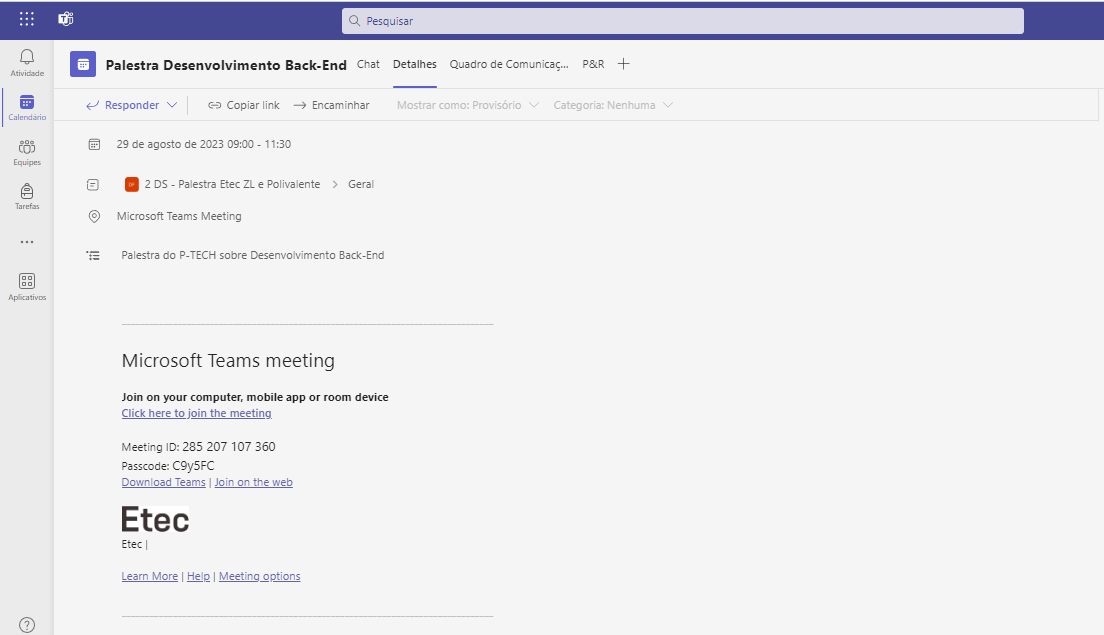 Pesquisar
Atividade
Calendário
Equipes
Tarefas
Aplicativos
Palestra Desenvolvimento Back-End Chat Detalhes Quadro de Comunicaç... P&R
Responder Copiar link Encaminhar Mostrar como: Provisório Categoria: Nenhuma
29 de agosto de 2023 09:00 - 11:30
2 DS - Palestra Etec ZL e Polivalente > Geral
Microsoft Teams Meeting
Palestra do P-TECH sobre Desenvolvimento Back-End
Microsoft Teams meeting
Join on your computer, mobile app or room device
Click here to join the meeting
Meeting ID: 285 207 107 360
Passcode: C9y5FC
Download Teams | Join on the web
Etec
Etec |
Learn More | Help | Meeting options